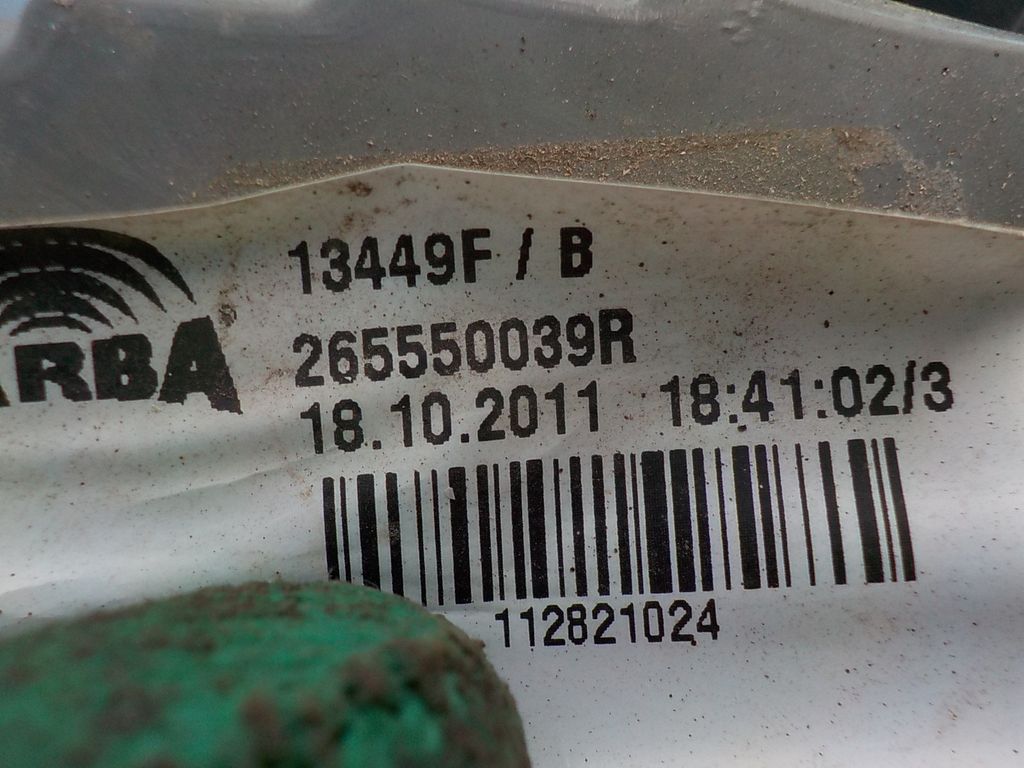 13449F / B
ARBA
265550039R
18.10.2011 18:41:02/3
112821024